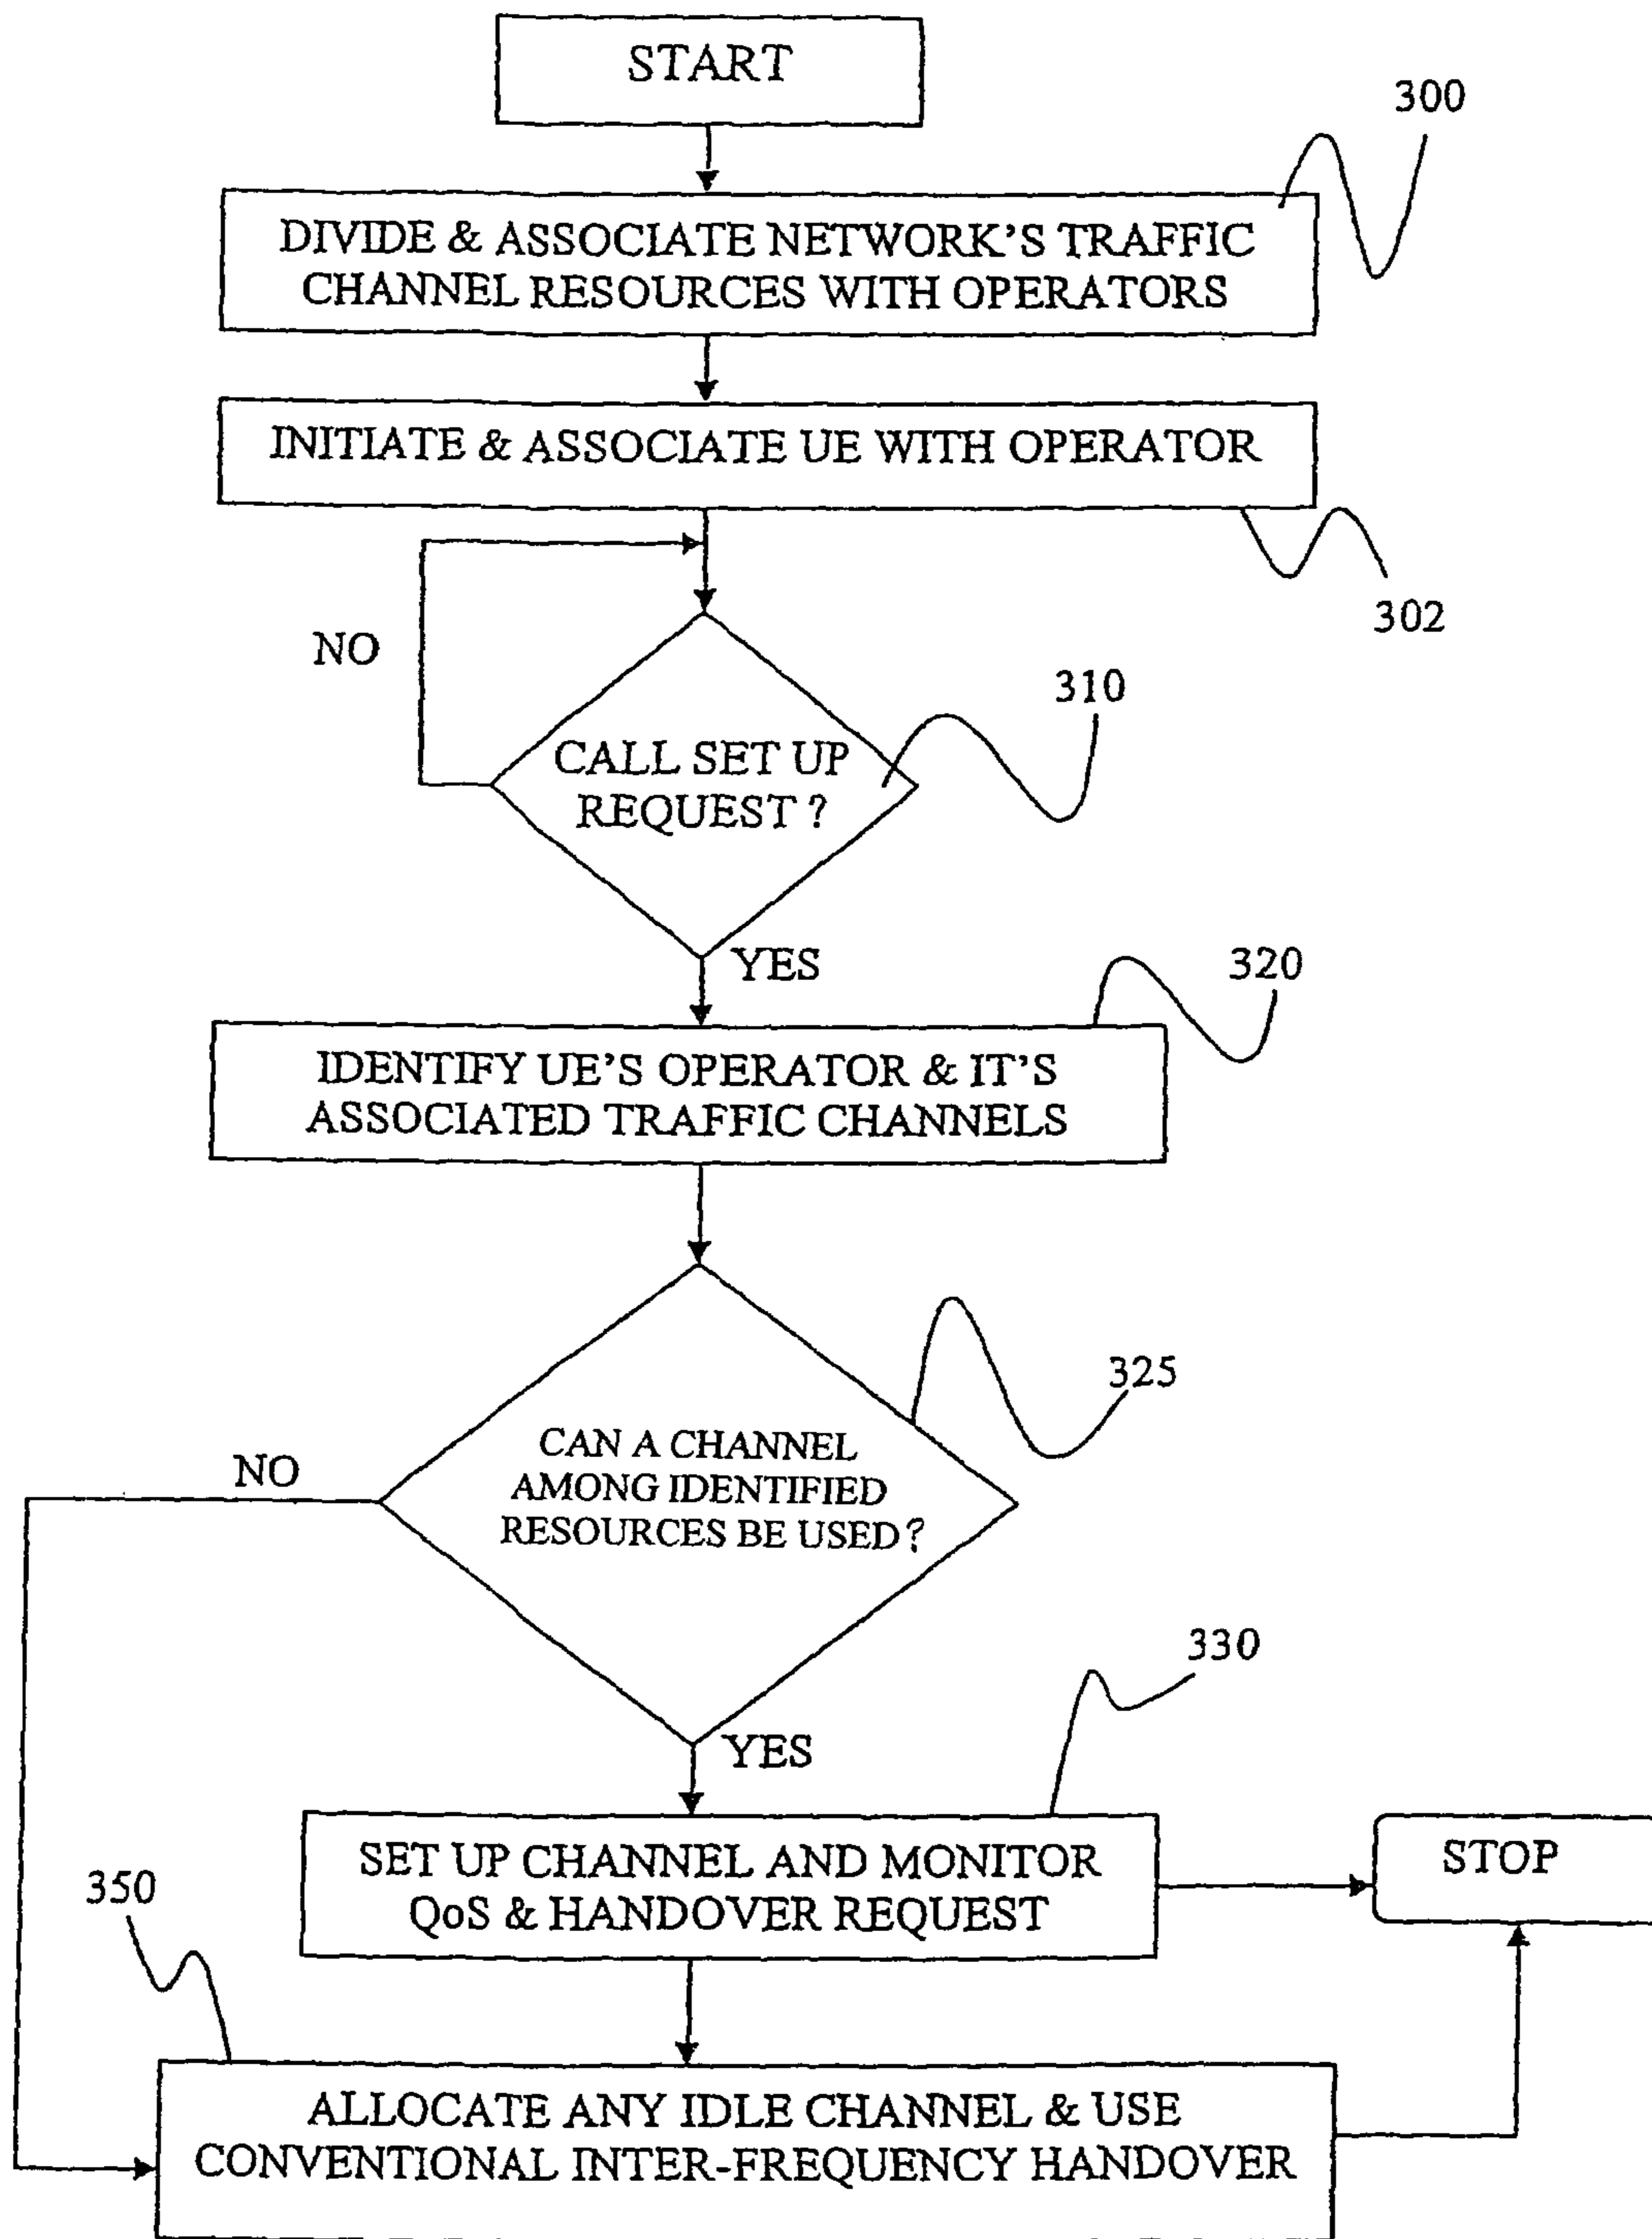 START
300
DIVIDE & ASSOCIATE NETWORK'S TRAFFIC
CHANNEL RESOURCES WITH OPERATORS
INITIATE & ASSOCIATE UE WITH OPERATOR
302
NO
310
CALL SET UP
REQUEST ?
YES
320
IDENTIFY UE'S OPERATOR & IT'S
ASSOCIATED TRAFFIC CHANNELS
325
NO
CAN A CHANNEL
AMONG IDENTIFIED
RESOURCES BE USED ?
330
YES
SET UP CHANNEL AND MONITOR
QoS & HANDOVER REQUEST
STOP
350
ALLOCATE ANY IDLE CHANNEL & USE
CONVENTIONAL INTER-FREQUENCY HANDOVER